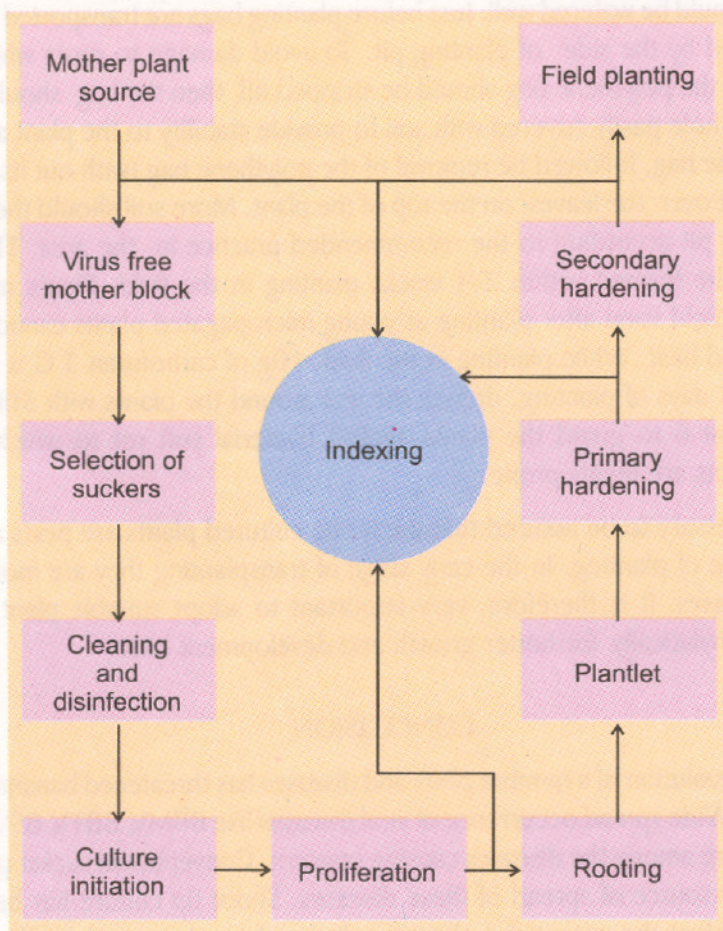 Mother plant
source
Field planting
Virus free
mother block
Secondary
hardening
Indexing
Selection of
suckers
Primary
hardening
Cleaning
and
disinfection
Plantlet
Culture
initiation
Proliferation
Rooting